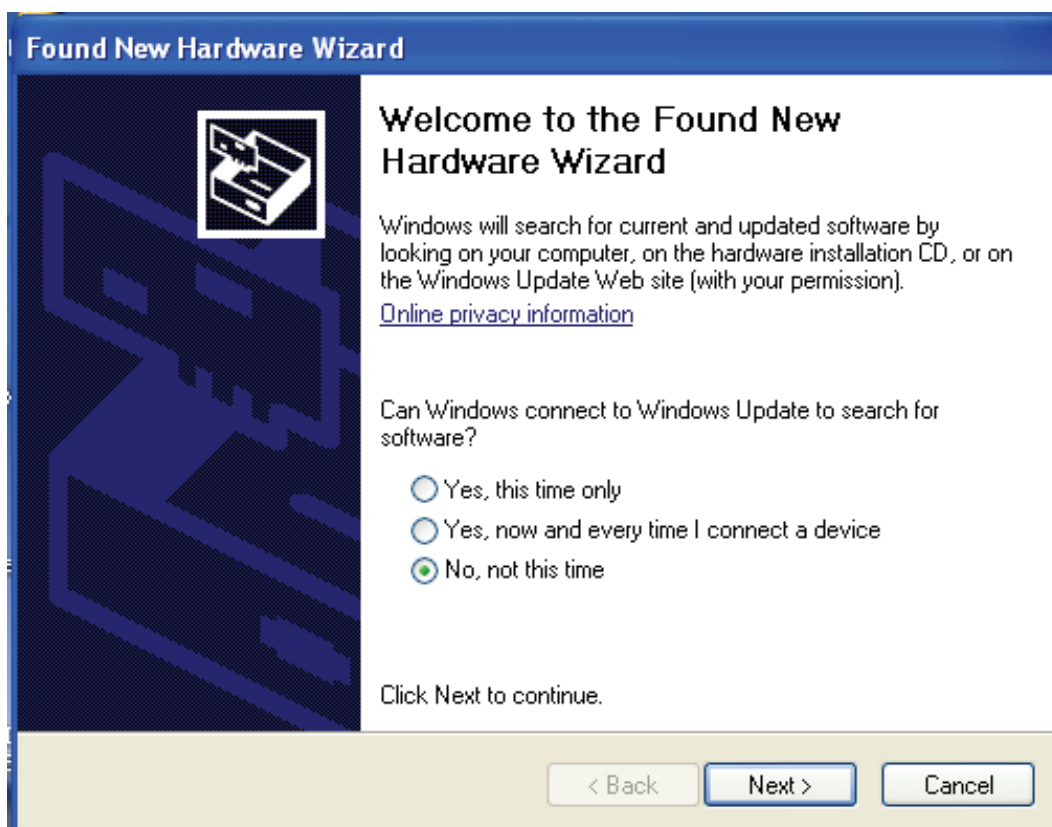 Found New Hardware Wizard
Welcome to the Found New
Hardware Wizard
Windows will search for current and updated software by
looking on your computer, on the hardware installation CD, or on
the Windows Update Web site (with your permission).
Online privacy information
Can Windows connect to Windows Update to search for
software?
Yes, this time only
Yes, now and every time I connect a device
No, not this time
Click Next to continue.
< Back
Next >
Cancel